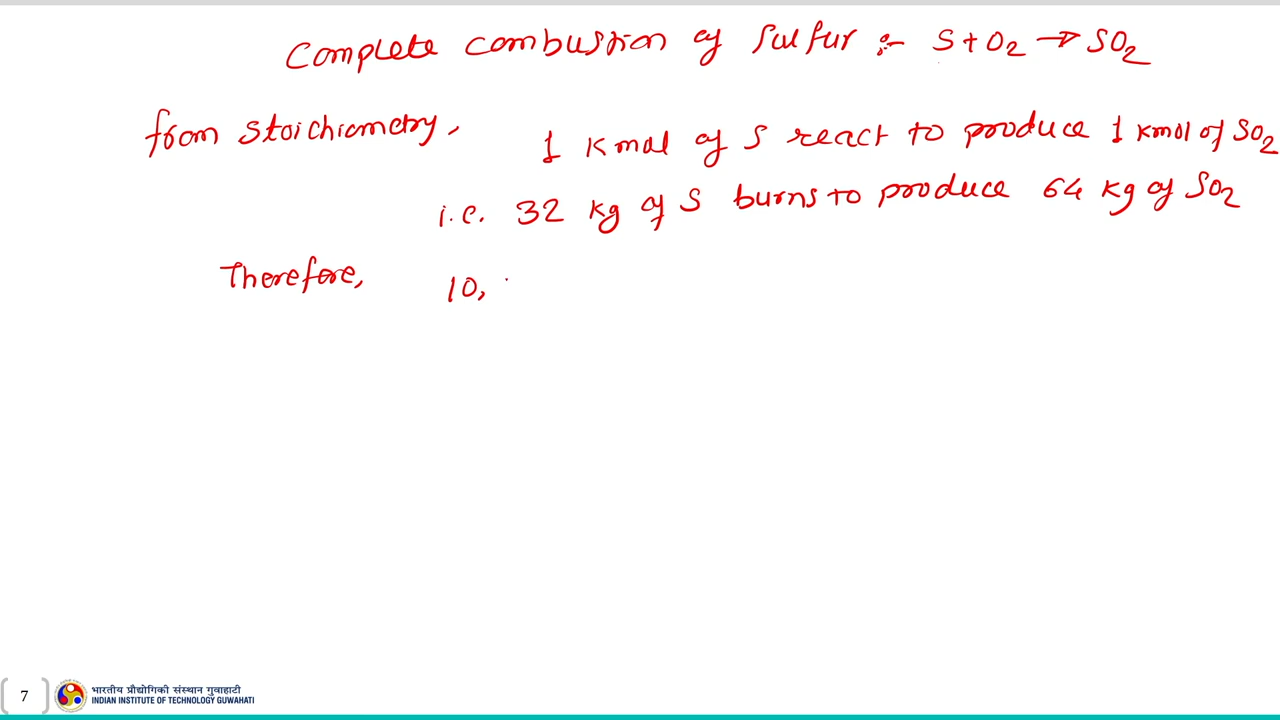 Complete combustion of Sulfur :- S + O2 → SO2
from stoichiometry,
1 Kmol of S react to produce 1 Kmol of SO2
i.e. 32 kg of S burns to produce 64 kg of SO2
Therefore, 10,
7
भारतीय प्रौद्योगिकी संस्थान गुवाहाटी
INDIAN INSTITUTE OF TECHNOLOGY GUWAHATI